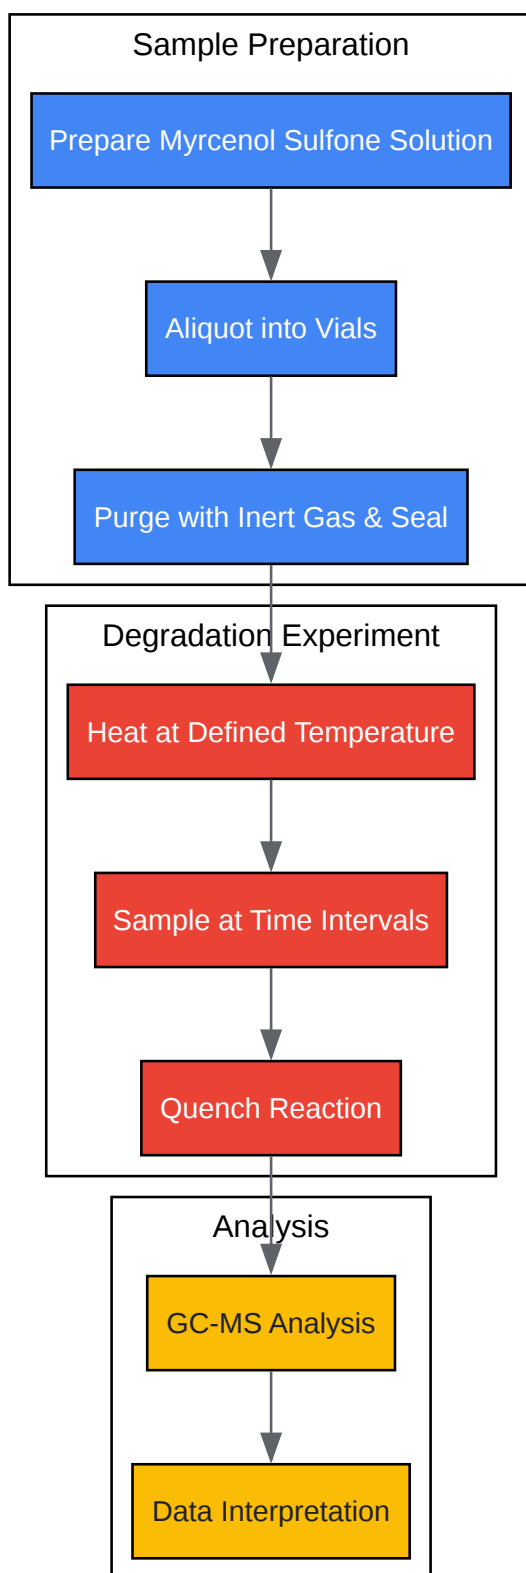 Sample Preparation
Prepare Myrcenol Sulfone Solution
Aliquot into Vials
Purge with Inert Gas & Seal
Degradation Experiment
Heat at Defined Temperature
Sample at Time Intervals
Quench Reaction
Analysis
GC-MS Analysis
Data Interpretation